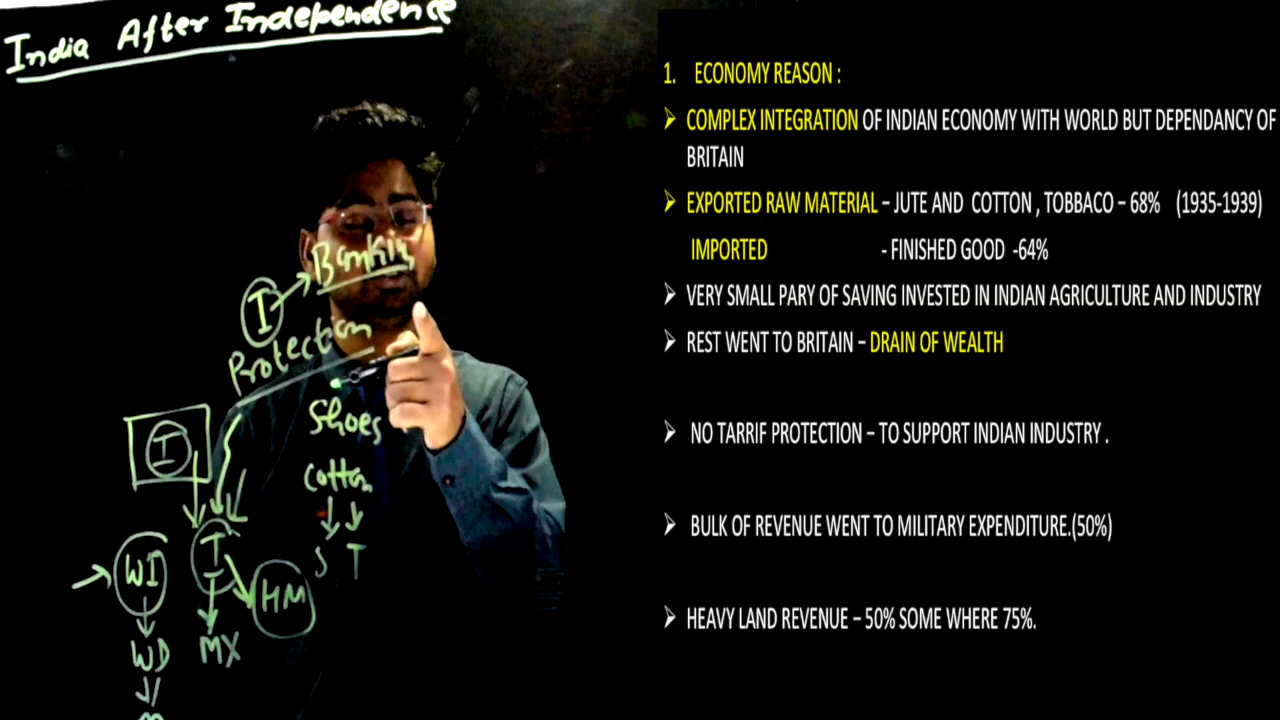 India After Independence
I → Banking
Protection
I
Shoes
Cotton
S T
WI I HM
WD MX
1. ECONOMY REASON :
➢ COMPLEX INTEGRATION OF INDIAN ECONOMY WITH WORLD BUT DEPENDANCY OF
BRITAIN
➢ EXPORTED RAW MATERIAL – JUTE AND COTTON , TOBBACO – 68% (1935-1939)
IMPORTED - FINISHED GOOD -64%
➢ VERY SMALL PARY OF SAVING INVESTED IN INDIAN AGRICULTURE AND INDUSTRY
➢ REST WENT TO BRITAIN – DRAIN OF WEALTH
➢ NO TARRIF PROTECTION – TO SUPPORT INDIAN INDUSTRY .
➢ BULK OF REVENUE WENT TO MILITARY EXPENDITURE.(50%)
➢ HEAVY LAND REVENUE – 50% SOME WHERE 75%.